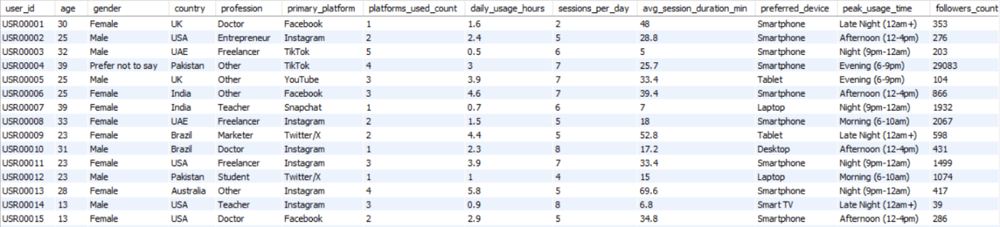 user_id age gender country profession primary_platform platforms_used_count daily_usage_hours sessions_per_day avg_session_duration_min preferred_device peak_usage_time followers_count
USR00001 30 Female UK Doctor Facebook 1 1.6 2 48 Smartphone Late Night (12am+) 353
USR00002 25 Male USA Entrepreneur Instagram 2 2.4 5 28.8 Smartphone Afternoon (12-4pm) 276
USR00003 32 Male UAE Freelancer TikTok 5 0.5 6 5 Smartphone Night (9pm-12am) 203
USR00004 39 Prefer not to say Pakistan Other TikTok 4 3 7 25.7 Smartphone Evening (6-9pm) 29083
USR00005 25 Male UK Other YouTube 3 3.9 7 33.4 Tablet Evening (6-9pm) 104
USR00006 25 Female India Other Facebook 3 4.6 7 39.4 Smartphone Afternoon (12-4pm) 866
USR00007 39 Female India Teacher Snapchat 1 0.7 6 7 Laptop Night (9pm-12am) 1932
USR00008 33 Female UAE Freelancer Instagram 2 1.5 5 18 Smartphone Morning (6-10am) 2067
USR00009 23 Female Brazil Marketer Twitter/X 2 4.4 5 52.8 Tablet Late Night (12am+) 598
USR00010 31 Male Brazil Doctor Instagram 1 2.3 8 17.2 Desktop Afternoon (12-4pm) 431
USR00011 23 Female USA Freelancer Instagram 3 3.9 7 33.4 Smartphone Night (9pm-12am) 1499
USR00012 23 Male Pakistan Student Twitter/X 1 1 4 15 Laptop Morning (6-10am) 1074
USR00013 28 Female Australia Other Instagram 4 5.8 5 69.6 Smartphone Night (9pm-12am) 417
USR00014 13 Male USA Teacher Instagram 3 0.9 8 6.8 Smart TV Late Night (12am+) 39
USR00015 13 Female USA Doctor Facebook 2 2.9 5 34.8 Smartphone Afternoon (12-4pm) 286